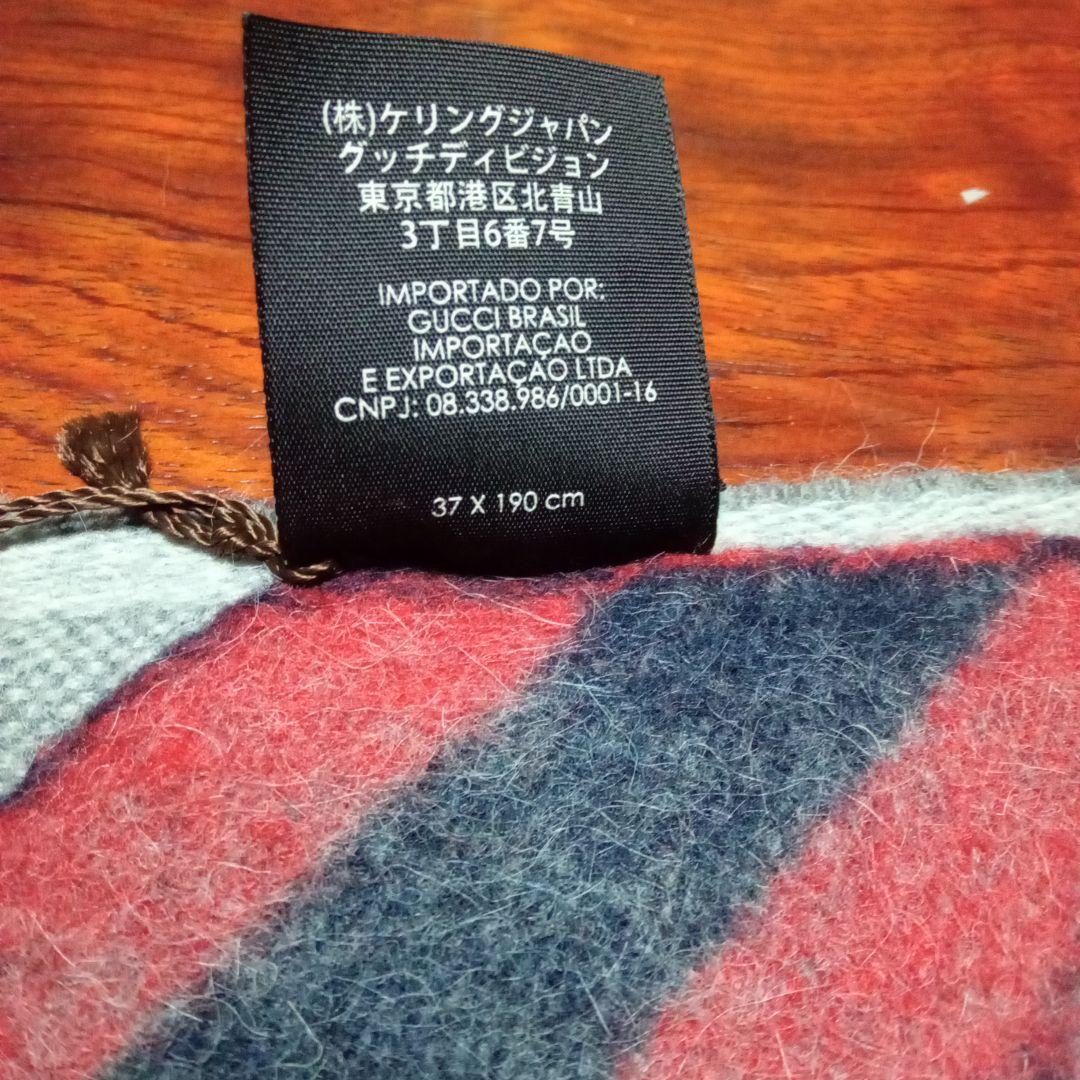 (株)ケリングジャパン
グッチディビジョン
東京都港区北青山
3丁目6番7号
IMPORTADO POR:
GUCCI BRASIL
IMPORTAÇAO
E EXPORTAÇAO LTDA
CNPJ: 08.338.986/0001-16
37 X 190 cm